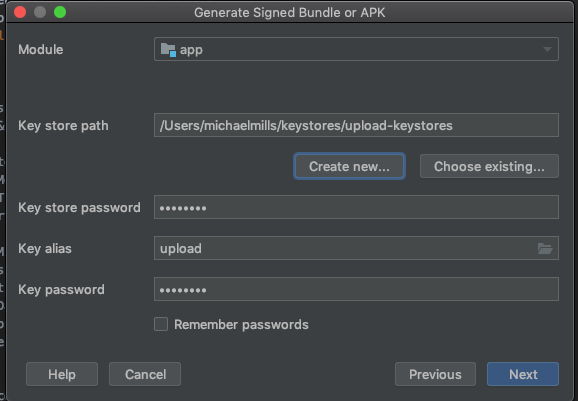 Generate Signed Bundle or APK
Module app
Key store path /Users/michaelmills/keystores/upload-keystores
Create new... Choose existing...
Key store password ••••••••
Key alias upload
Key password ••••••••
Remember passwords
Help Cancel Previous Next